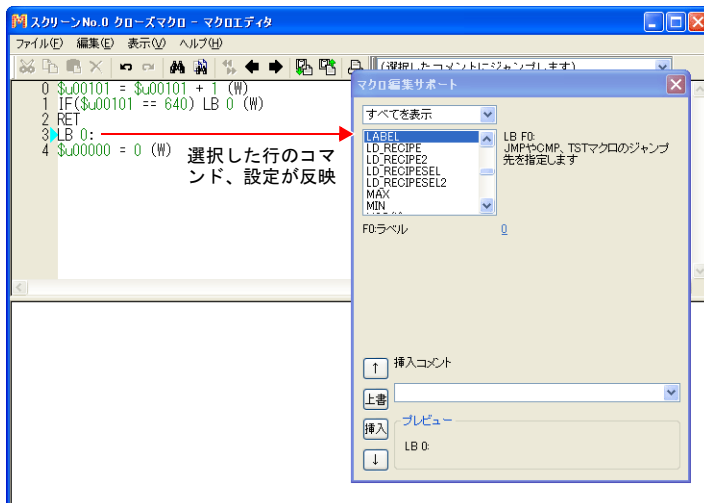 スクリーンNo.0 クローズマクロ - マクロエディタ
ファイル(F) 編集(E) 表示(V) ヘルプ(H)
(選択したコメントにジャンプします)
0 $u00101 = $u00101 + 1 (W)
1 IF($u00101 == 640) LB 0 (W)
2 RET
3 LB 0:
4 $u00000 = 0 (W)
選択した行のコマ
ンド、設定が反映
マクロ編集サポート
すべてを表示
LABEL
LD_RECIPE
LD_RECIPE2
LD_RECIPESEL
LD_RECIPESEL2
MAX
MIN
LB F0:
JMPやCMP、TSTマクロのジャンプ
先を指定します
F0:ラベル 0
↑ 挿入コメント
上書
挿入
↓
プレビュー
LB 0: